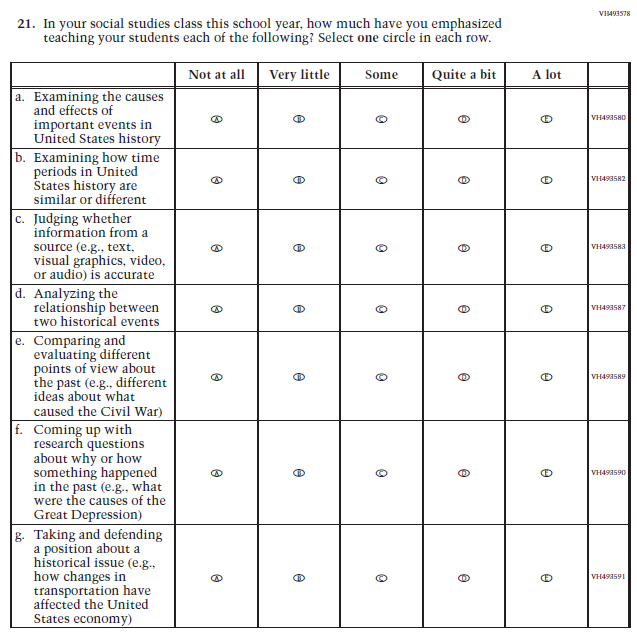 VH493578
21. In your social studies class this school year, how much have you emphasized
teaching your students each of the following? Select one circle in each row.
Not at all Very little Some Quite a bit A lot
a. Examining the causes
and effects of
important events in
United States history
A B C D E VH493580
b. Examining how time
periods in United
States history are
similar or different
A B C D E VH493582
c. Judging whether
information from a
source (e.g., text,
visual graphics, video,
or audio) is accurate
A B C D E VH493583
d. Analyzing the
relationship between
two historical events
A B C D E VH493587
e. Comparing and
evaluating different
points of view about
the past (e.g., different
ideas about what
caused the Civil War)
A B C D E VH493589
f. Coming up with
research questions
about why or how
something happened
in the past (e.g., what
were the causes of the
Great Depression)
A B C D E VH493590
g. Taking and defending
a position about a
historical issue (e.g.,
how changes in
transportation have
affected the United
States economy)
A B C D E VH493591